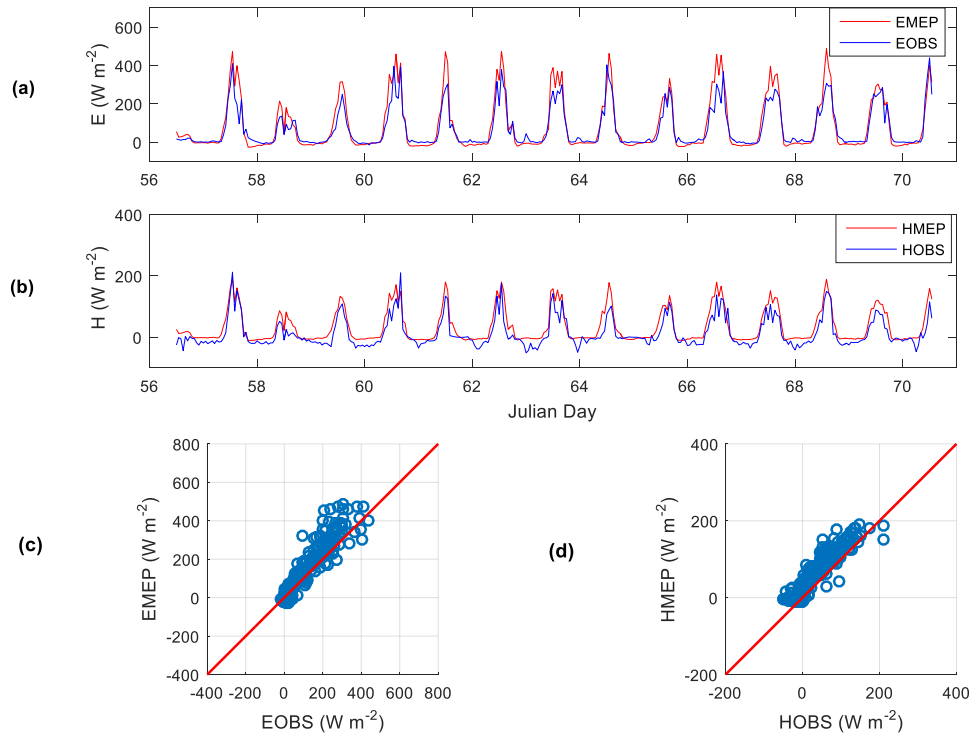 600
400
200
0
E (W m-2)
(a)
EMEP
EOBS
56 58 60 62 64 66 68 70
400
200
0
H (W m-2)
(b)
HMEP
HOBS
56 58 60 62 64 66 68 70
Julian Day
800
600
400
200
0
-200
-400
EMEP (W m-2)
(c)
-400 -200 0 200 400 600 800
EOBS (W m-2)
400
200
0
-200
HMEP (W m-2)
(d)
-200 0 200 400
HOBS (W m-2)